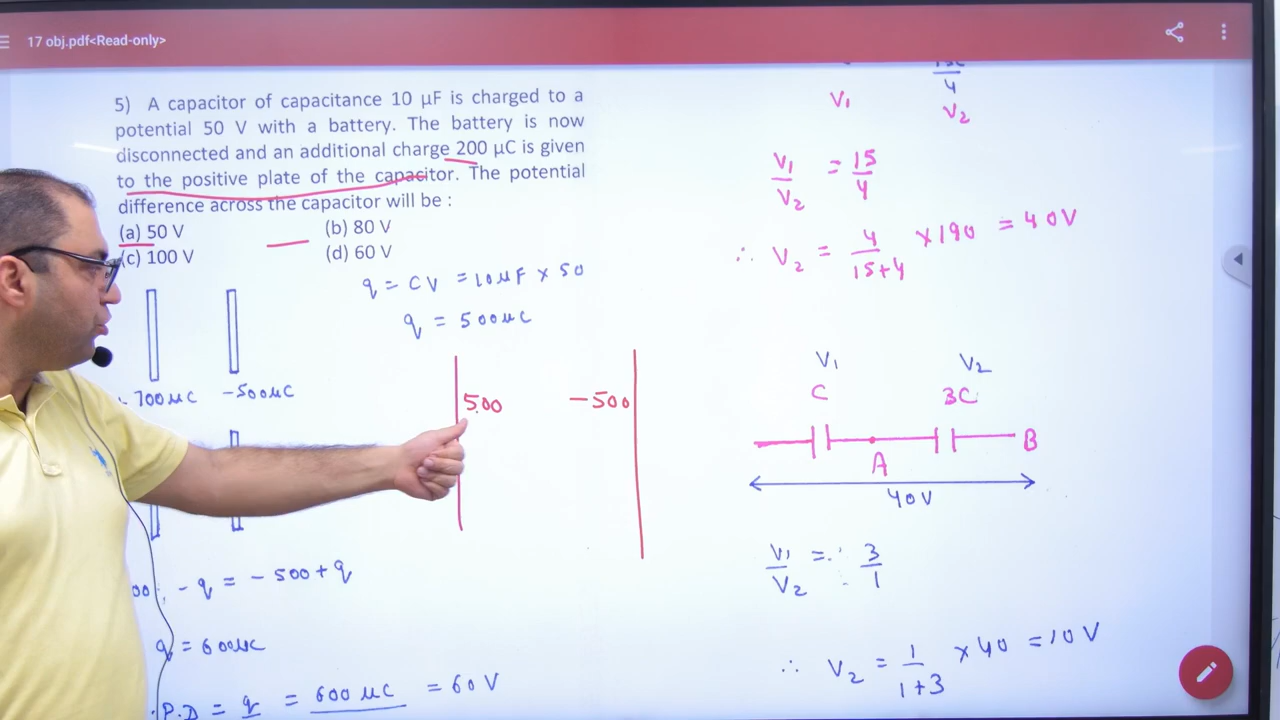 17 obj.pdf<Read-only>
5) A capacitor of capacitance 10 μF is charged to a
potential 50 V with a battery. The battery is now
disconnected and an additional charge 200 μC is given
to the positive plate of the capacitor. The potential
difference across the capacitor will be :
(a) 50 V
(b) 80 V
(c) 100 V
(d) 60 V
q = CV = 10μF × 50
q = 500μC
700μC
-500μC
500
-500
- q = - 500 + q
q = 600μC
P.D = q = 600 μC = 60 V
4
V₁
V₂
V₁/V₂ = 15/4
∴ V₂ = 4/(15+4) × 190 = 40V
V₁
V₂
C
3C
A
B
40V
V₁/V₂ = 3/1
∴ V₂ = 1/(1+3) × 40 = 10 V